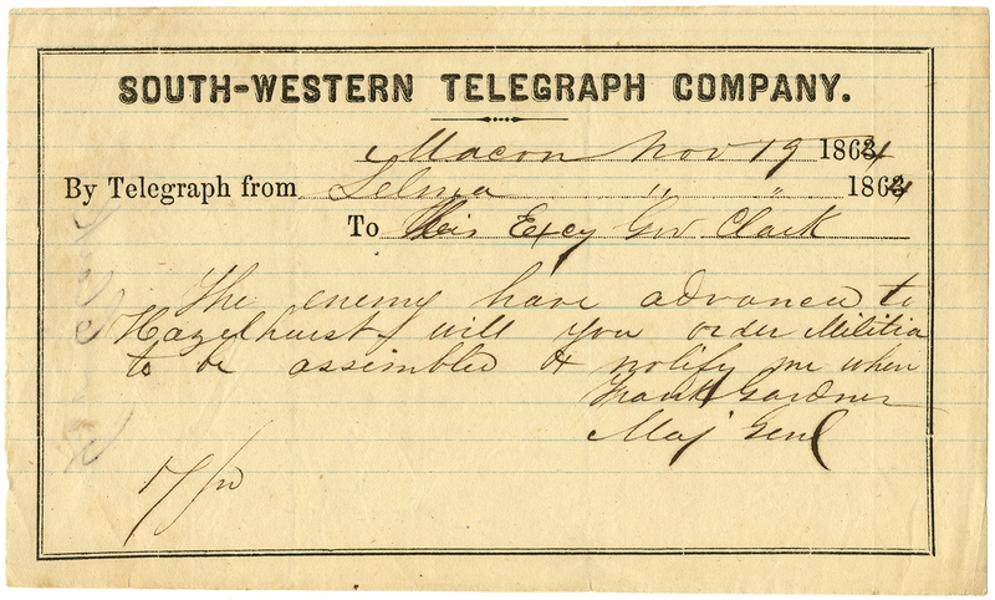 SOUTH-WESTERN TELEGRAPH COMPANY.
Macon Nov 19 1864
By Telegraph from Selma " " 1864
To His Excy Gov Clark
The enemy have advanced to
Hazelhurst, will you order Militia
to be assembled & notify me when
Frank Gardner
Maj Genl